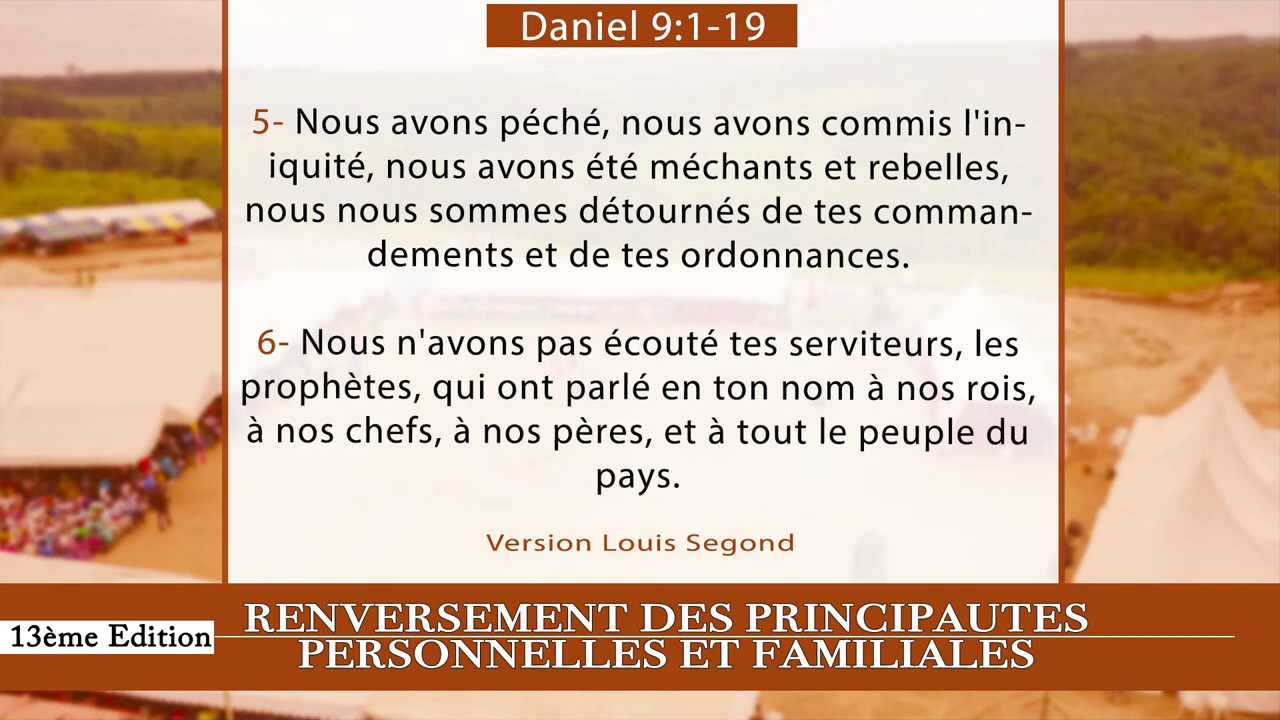 Daniel 9:1-19
5- Nous avons péché, nous avons commis l'in-
iquité, nous avons été méchants et rebelles,
nous nous sommes détournés de tes comman-
dements et de tes ordonnances.
6- Nous n'avons pas écouté tes serviteurs, les
prophètes, qui ont parlé en ton nom à nos rois,
à nos chefs, à nos pères, et à tout le peuple du
pays.
Version Louis Segond
13ème Edition
RENVERSEMENT DES PRINCIPAUTES
PERSONNELLES ET FAMILIALES